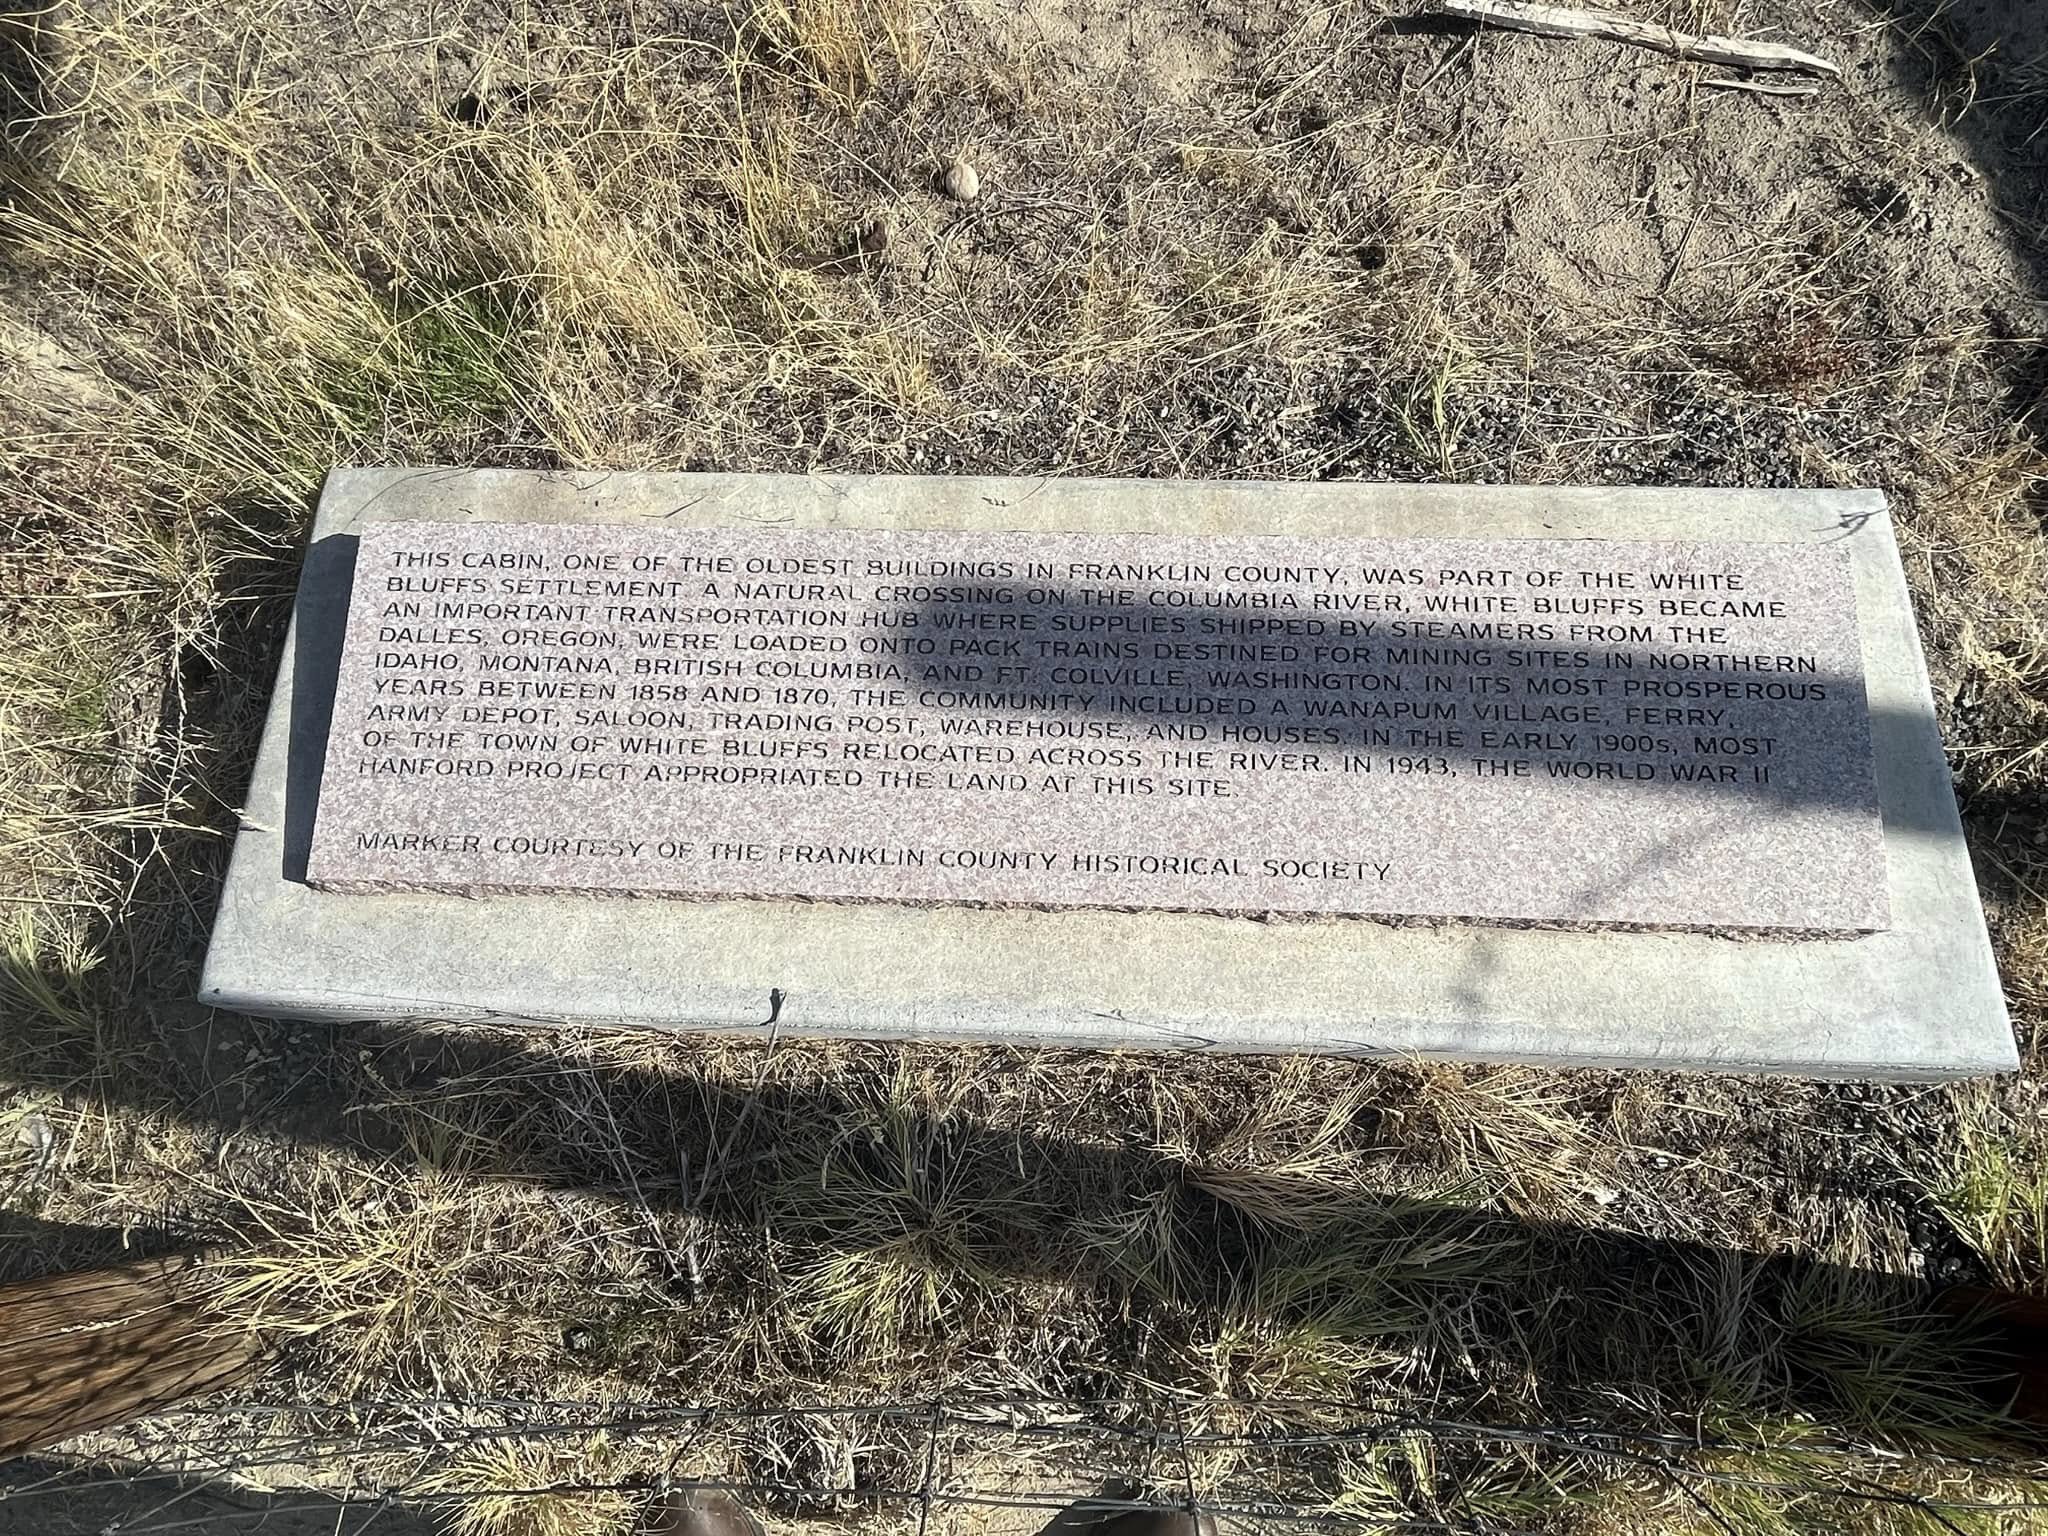 THIS CABIN, ONE OF THE OLDEST BUILDINGS IN FRANKLIN COUNTY, WAS PART OF THE WHITE
BLUFFS SETTLEMENT. A NATURAL CROSSING ON THE COLUMBIA RIVER, WHITE BLUFFS BECAME
AN IMPORTANT TRANSPORTATION HUB WHERE SUPPLIES SHIPPED BY STEAMERS FROM THE
DALLES, OREGON, WERE LOADED ONTO PACK TRAINS DESTINED FOR MINING SITES IN NORTHERN
IDAHO, MONTANA, BRITISH COLUMBIA, AND FT. COLVILLE, WASHINGTON. IN ITS MOST PROSPEROUS
YEARS BETWEEN 1858 AND 1870, THE COMMUNITY INCLUDED A WANAPUM VILLAGE, FERRY,
ARMY DEPOT, SALOON, TRADING POST, WAREHOUSE, AND HOUSES. IN THE EARLY 1900s, MOST
OF THE TOWN OF WHITE BLUFFS RELOCATED ACROSS THE RIVER. IN 1943, THE WORLD WAR II
HANFORD PROJECT APPROPRIATED THE LAND AT THIS SITE.
MARKER COURTESY OF THE FRANKLIN COUNTY HISTORICAL SOCIETY